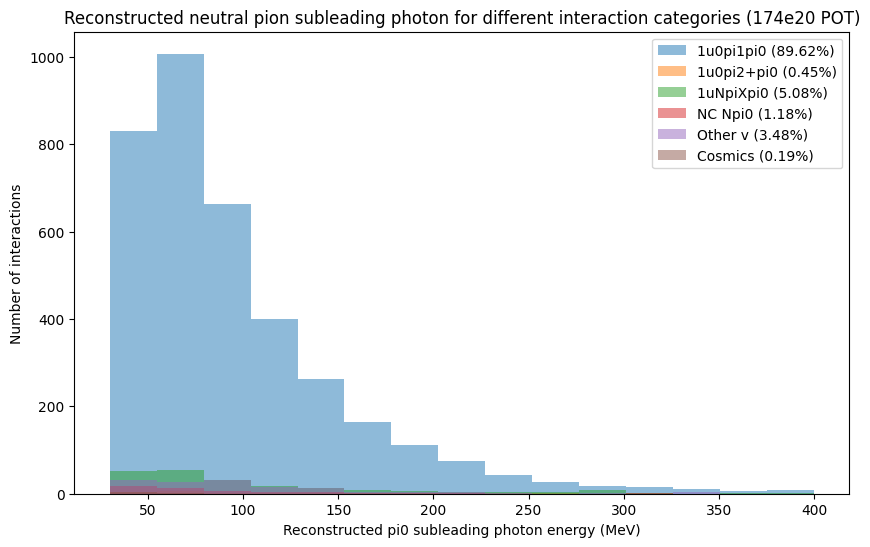 Reconstructed neutral pion subleading photon for different interaction categories (174e20 POT)
1u0pi1pi0 (89.62%)
1u0pi2+pi0 (0.45%)
1uNpiXpi0 (5.08%)
NC Npi0 (1.18%)
Other v (3.48%)
Cosmics (0.19%)
Number of interactions
1000
800
600
400
200
0
50 100 150 200 250 300 350 400
Reconstructed pi0 subleading photon energy (MeV)